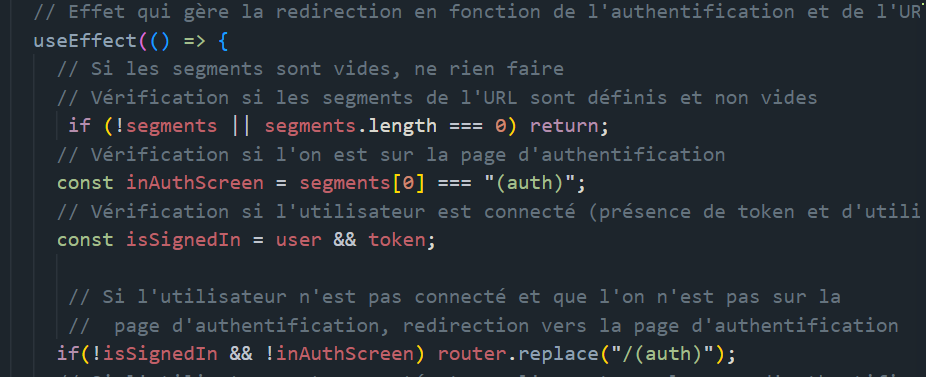 // Effet qui gère la redirection en fonction de l'authentification et de l'UR
useEffect(() => {
// Si les segments sont vides, ne rien faire
// Vérification si les segments de l'URL sont définis et non vides
if (!segments || segments.length === 0) return;
// Vérification si l'on est sur la page d'authentification
const inAuthScreen = segments[0] === "(auth)";
// Vérification si l'utilisateur est connecté (présence de token et d'utili
const isSignedIn = user && token;
// Si l'utilisateur n'est pas connecté et que l'on n'est pas sur la
//  page d'authentification, redirection vers la page d'authentification
if(!isSignedIn && !inAuthScreen) router.replace("/(auth)");